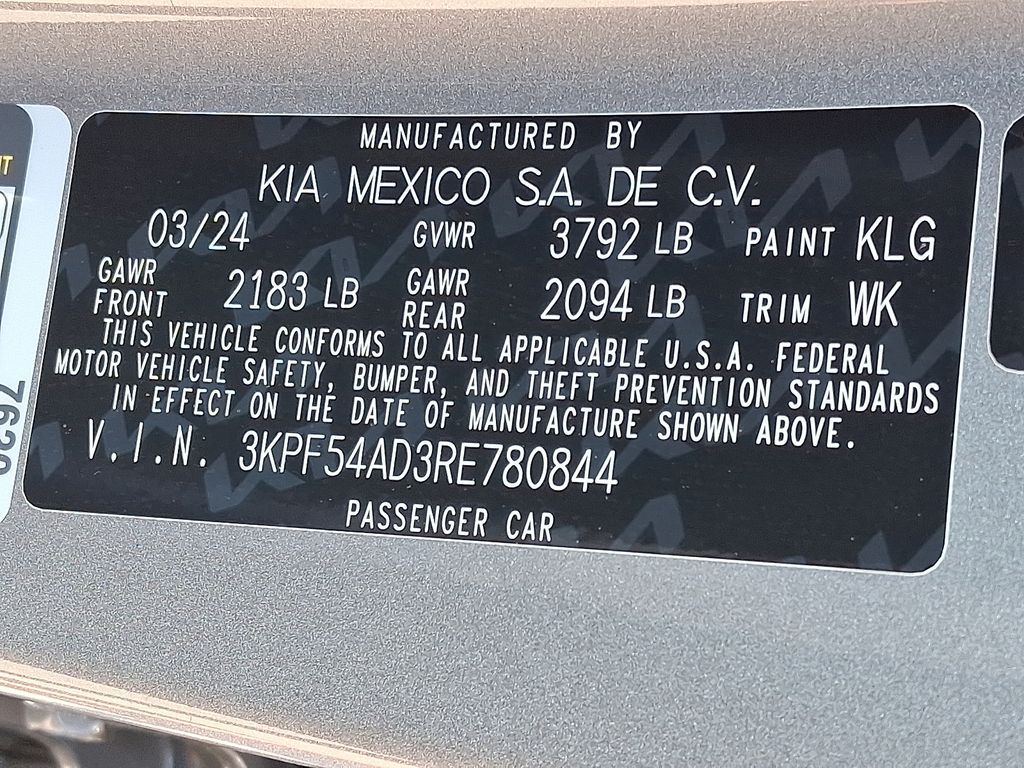 MANUFACTURED BY
KIA MEXICO S.A. DE C.V.
03/24 GVWR 3792 LB PAINT KLG
GAWR FRONT 2183 LB GAWR REAR 2094 LB TRIM WK
THIS VEHICLE CONFORMS TO ALL APPLICABLE U.S.A. FEDERAL
MOTOR VEHICLE SAFETY, BUMPER, AND THEFT PREVENTION STANDARDS
IN EFFECT ON THE DATE OF MANUFACTURE SHOWN ABOVE.
V.I.N. 3KPF54AD3RE780844
PASSENGER CAR